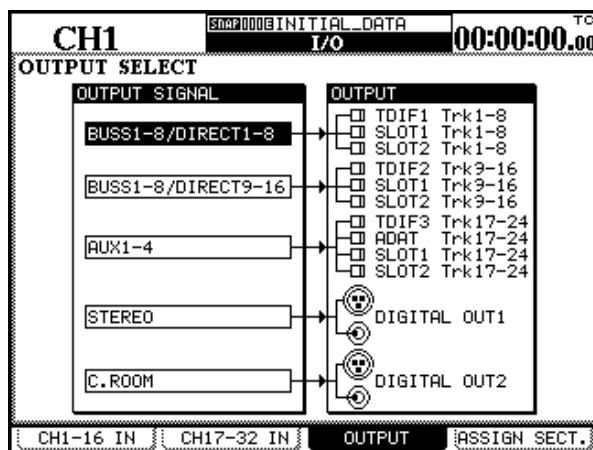 CH1
SNAP 000 INITIAL_DATA
I/O
TC
00:00:00.00
OUTPUT SELECT
OUTPUT SIGNAL
OUTPUT
BUSS1-8/DIRECT1-8
TDIF1 Trk1-8
SLOT1 Trk1-8
SLOT2 Trk1-8
BUSS1-8/DIRECT9-16
TDIF2 Trk9-16
SLOT1 Trk9-16
SLOT2 Trk9-16
AUX1-4
TDIF3 Trk17-24
ADAT Trk17-24
SLOT1 Trk17-24
SLOT2 Trk17-24
STEREO
DIGITAL OUT1
C.ROOM
DIGITAL OUT2
CH1-16 IN
CH17-32 IN
OUTPUT
ASSIGN SECT.